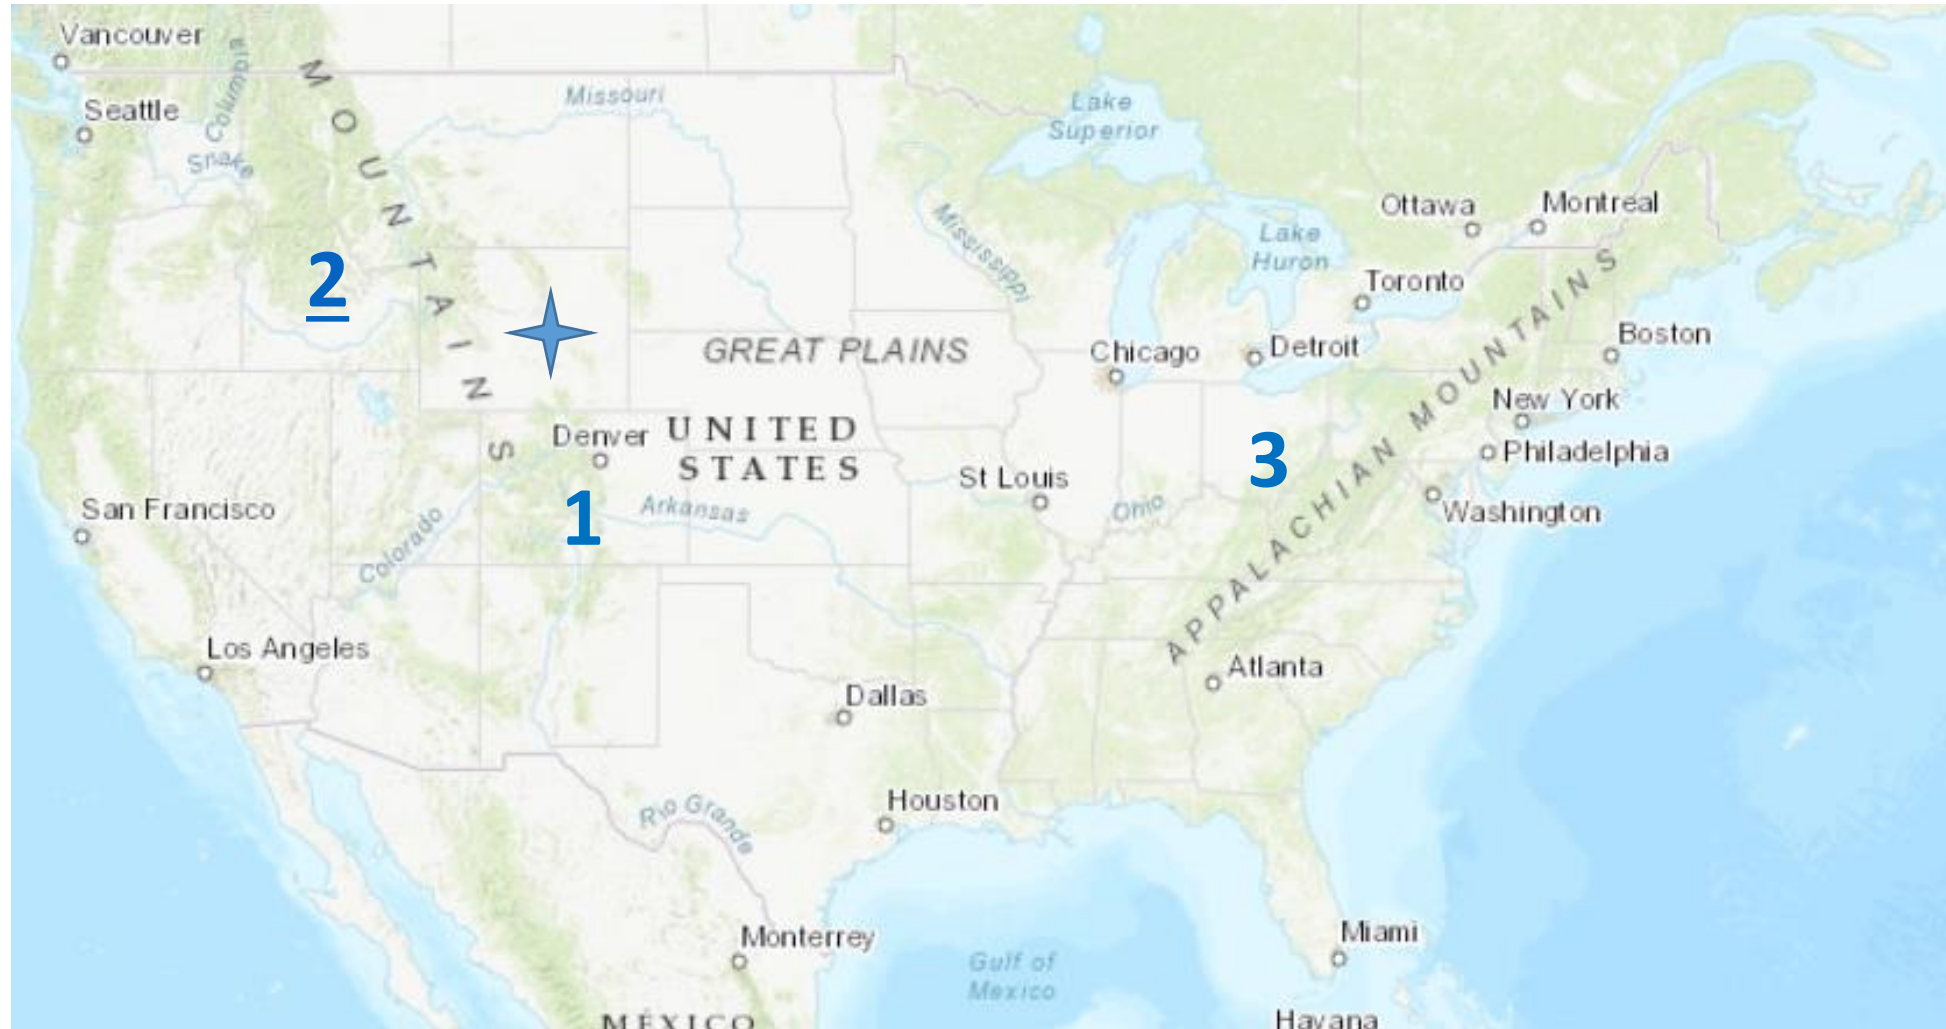 Vancouver
Columbia
MOUNTAINS
Missouri
Lake
Superior
Seattle
Snake
Ottawa
Montreal
Mississippi
Lake
Huron
Toronto
2
Boston
GREAT PLAINS
Chicago
Detroit
New York
Denver
UNITED
STATES
3
Philadelphia
APPALACHIAN MOUNTAINS
St Louis
San Francisco
1
Arkansas
Ohio
Washington
Colorado
Los Angeles
Atlanta
Dallas
Houston
Rio Grande
Monterrey
Miami
Gulf of
Mexico
MÉXICO
Havana